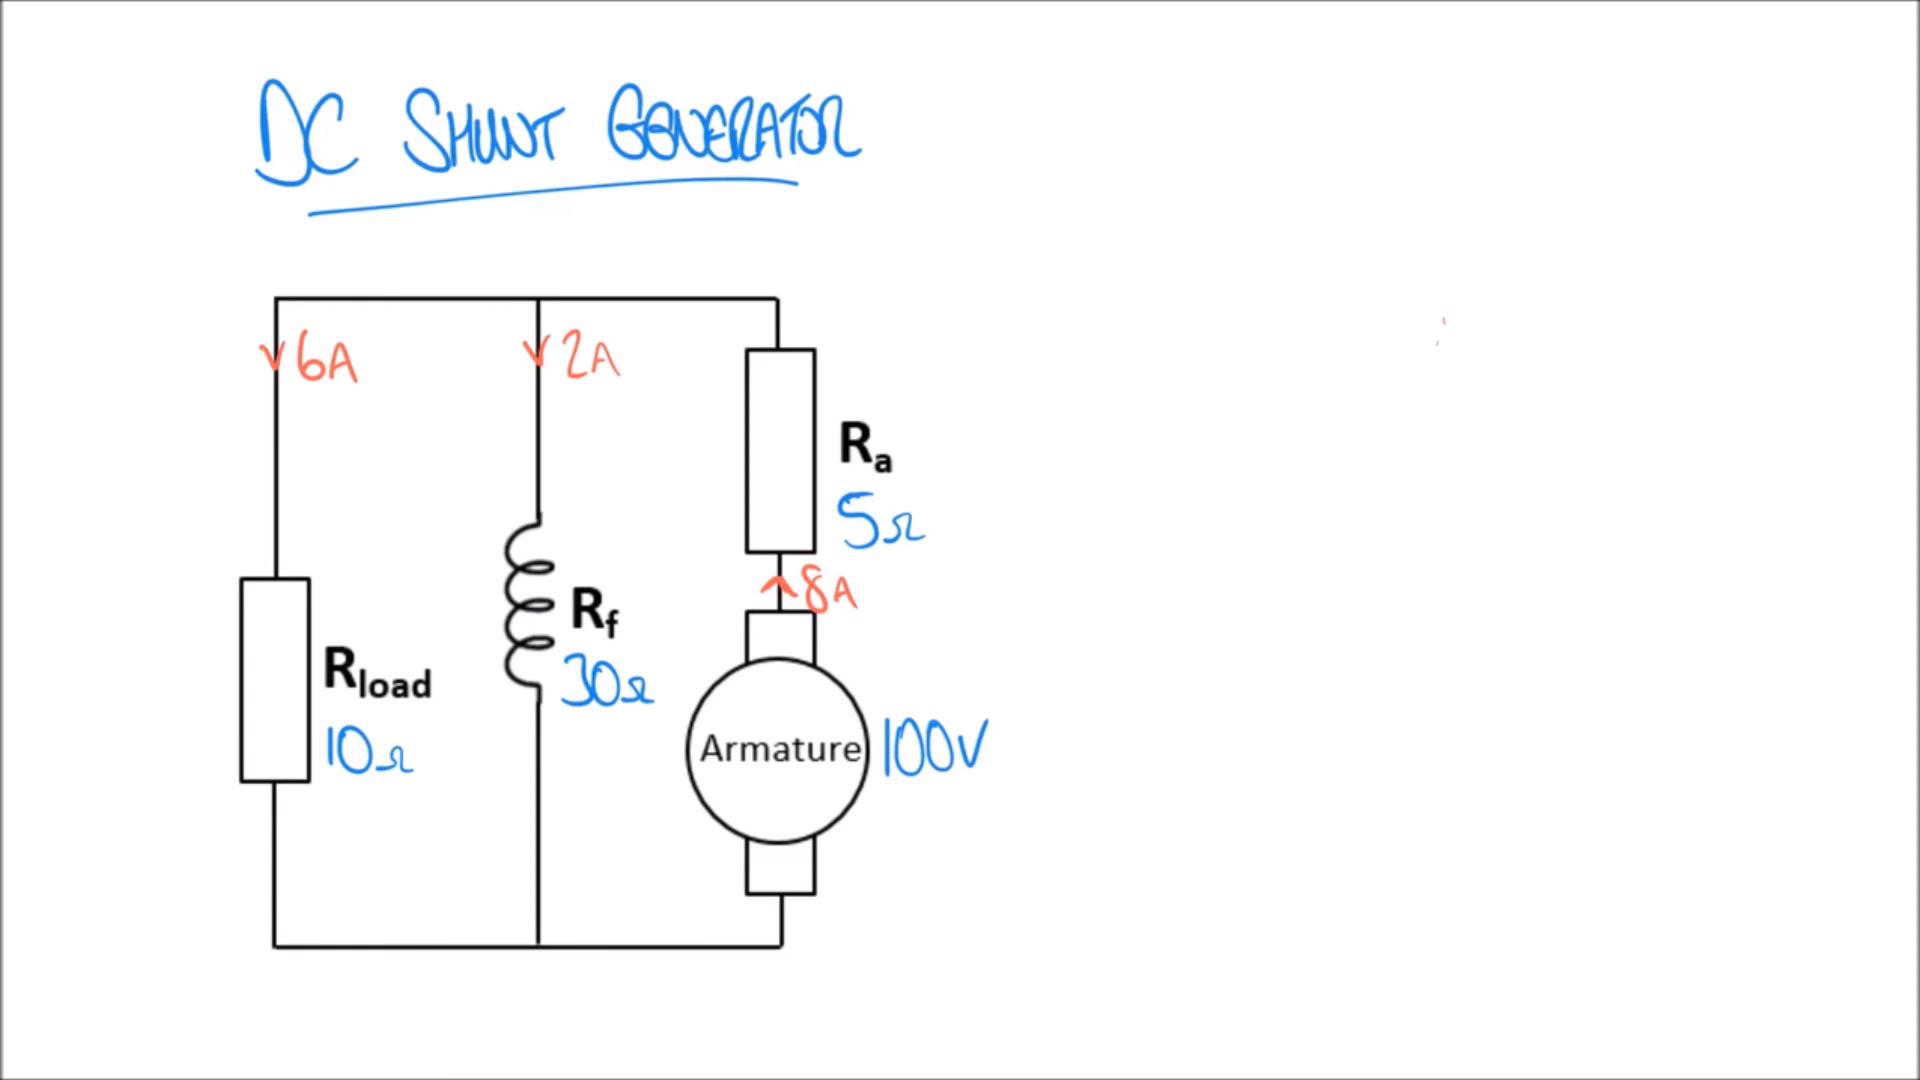 DC SHUNT GENERATOR
6A
2A
Ra
5Ω
8A
Rf
30Ω
Rload
10Ω
Armature
100V